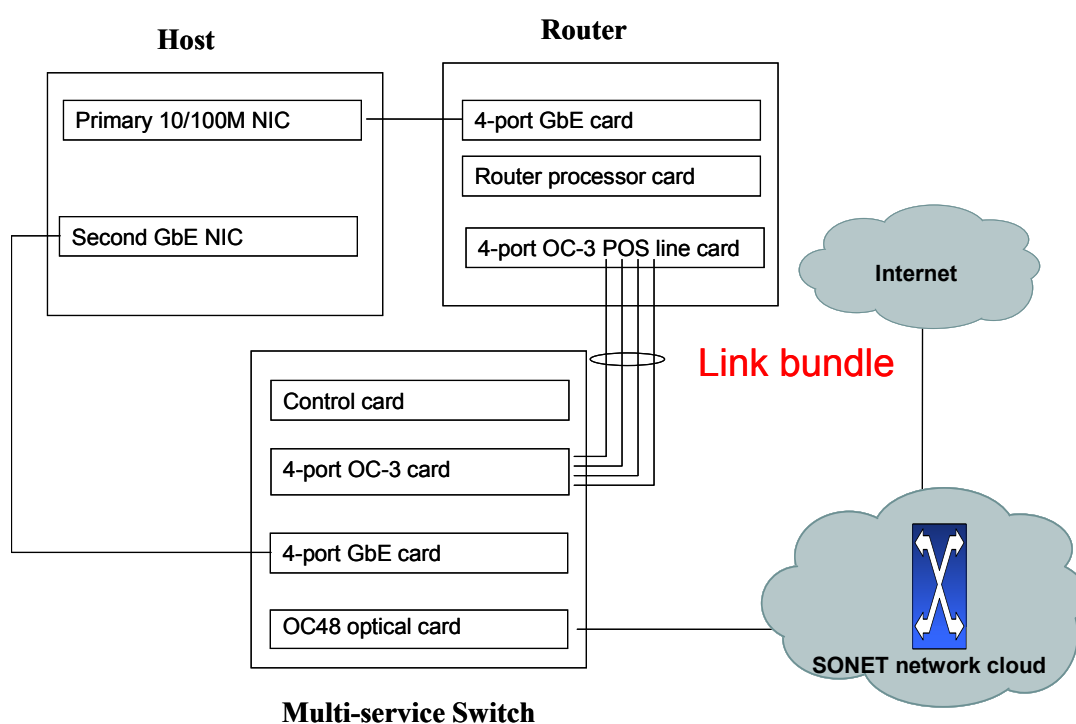 Host
Router
Primary 10/100M NIC
4-port GbE card
Router processor card
Second GbE NIC
4-port OC-3 POS line card
Internet
Link bundle
Control card
4-port OC-3 card
4-port GbE card
OC48 optical card
SONET network cloud
Multi-service Switch